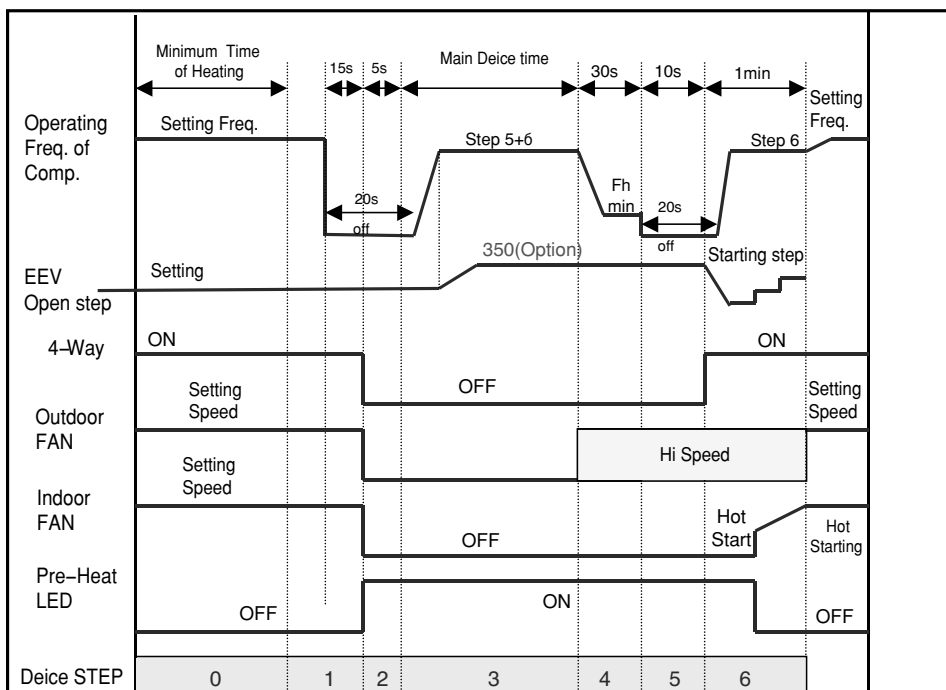 Minimum Time
of Heating
15s
5s
Main Deice time
30s
10s
1min
Operating
Freq. of
Comp.
Setting Freq.
Step 5+6
Step 6
Setting
Freq.
20s
off
Fh
min
20s
off
EEV
Open step
Setting
350(Option)
Starting step
4-Way
ON
OFF
ON
Outdoor
FAN
Setting
Speed
Hi Speed
Setting
Speed
Indoor
FAN
Setting
Speed
OFF
Hot
Start
Hot
Starting
Pre-Heat
LED
OFF
ON
OFF
Deice STEP
0
1
2
3
4
5
6